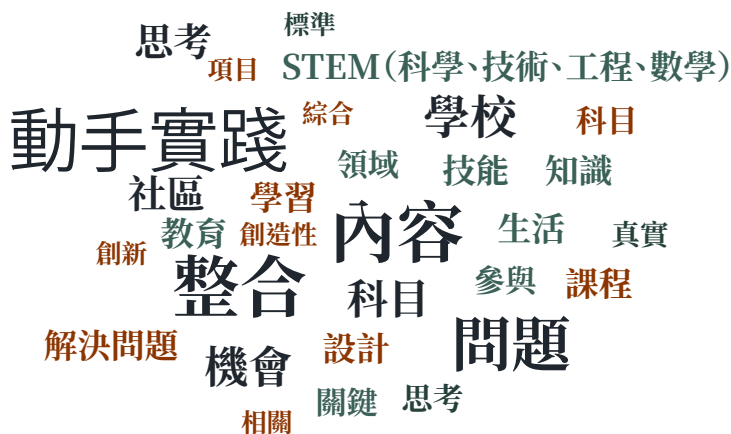 標準
思考
項目
STEM（科學、技術、工程、數學）
動手實踐
綜合
學校
科目
領域
技能
知識
社區
學習
教育
創造性
內容
生活
真實
創新
整合
科目
參與
課程
解決問題
機會
設計
問題
關鍵
思考
相關